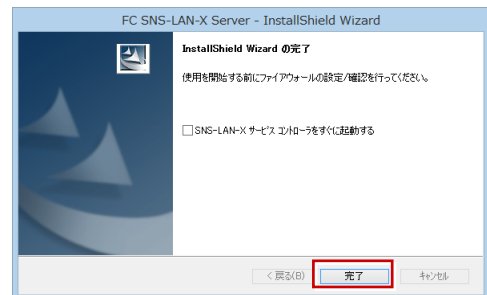 FC SNS-LAN-X Server - InstallShield Wizard
InstallShield Wizard の完了
使用を開始する前にファイアウォールの設定/確認を行ってください。
SNS-LAN-X サービス コントローラをすぐに起動する
< 戻る(B)
完了
キャンセル